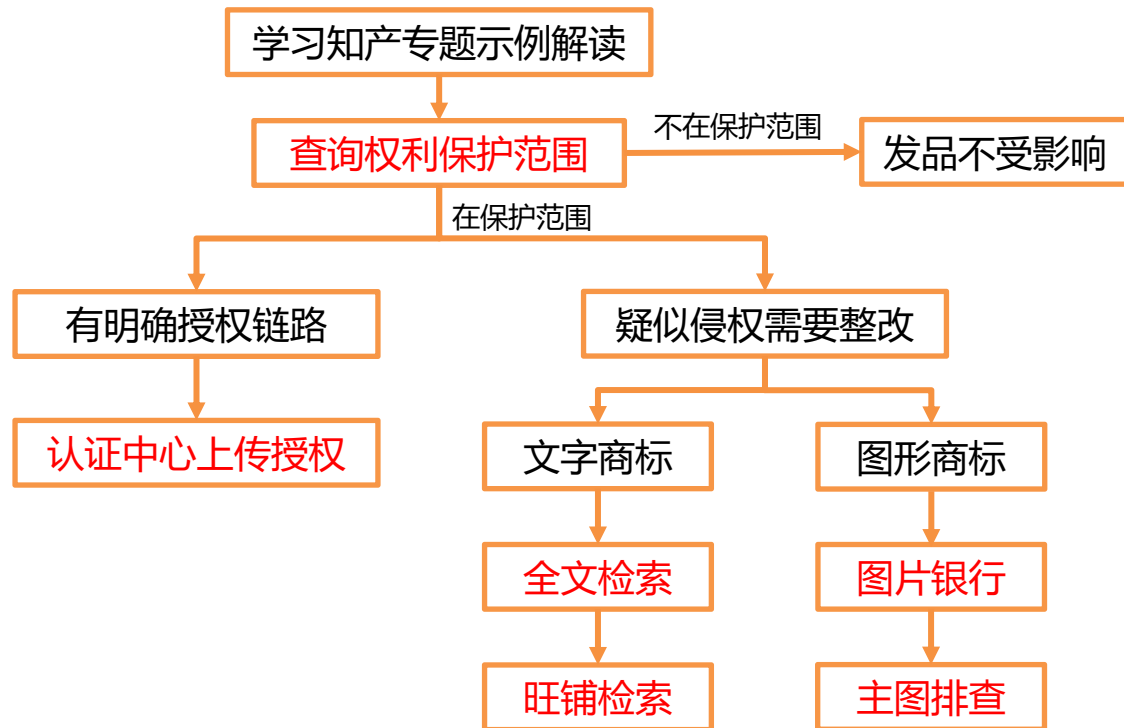 学习知产专题示例解读
查询权利保护范围
不在保护范围
发品不受影响
在保护范围
有明确授权链路
疑似侵权需要整改
认证中心上传授权
文字商标
图形商标
全文检索
图片银行
旺铺检索
主图排查